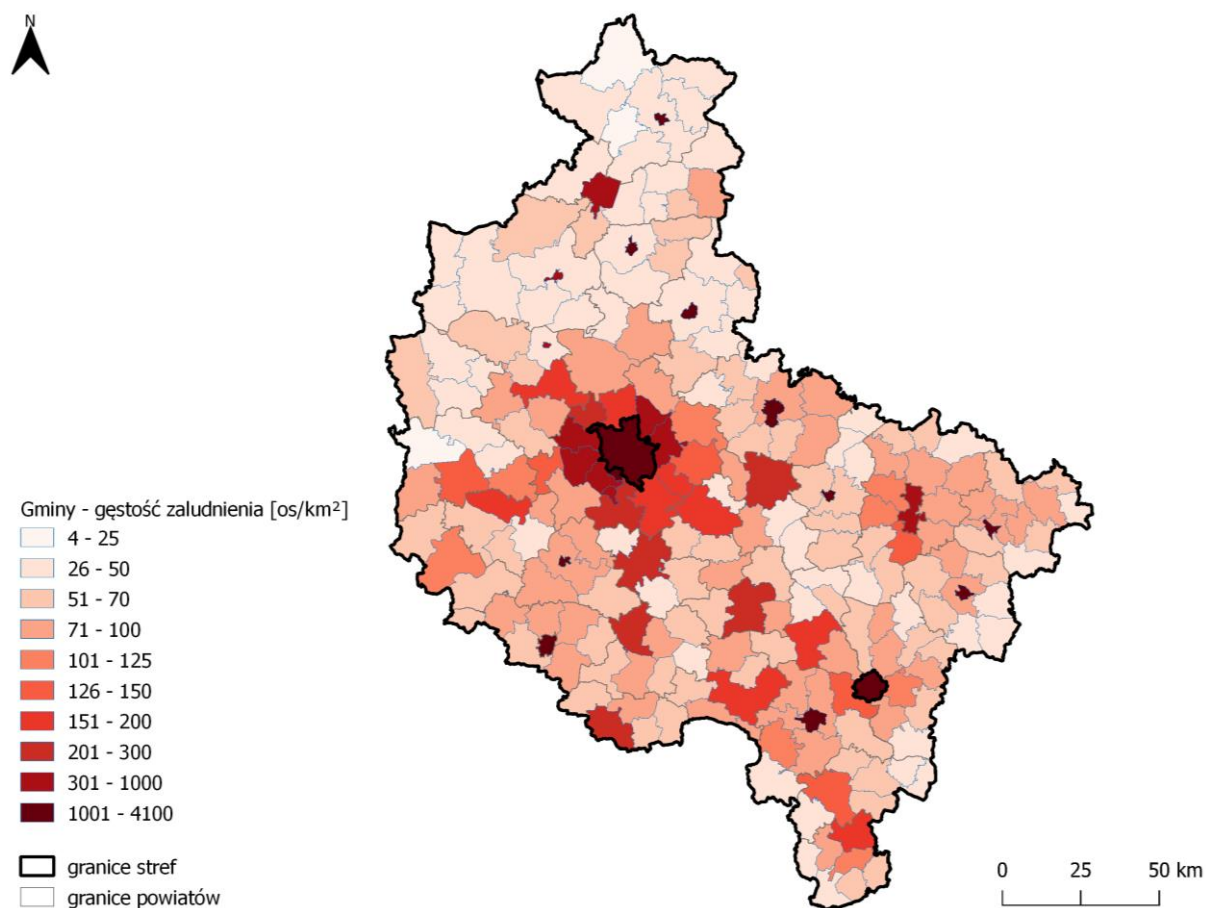 N
Gminy - gęstość zaludnienia [os/km²]
4 - 25
26 - 50
51 - 70
71 - 100
101 - 125
126 - 150
151 - 200
201 - 300
301 - 1000
1001 - 4100
granice stref
granice powiatów
0 25 50 km